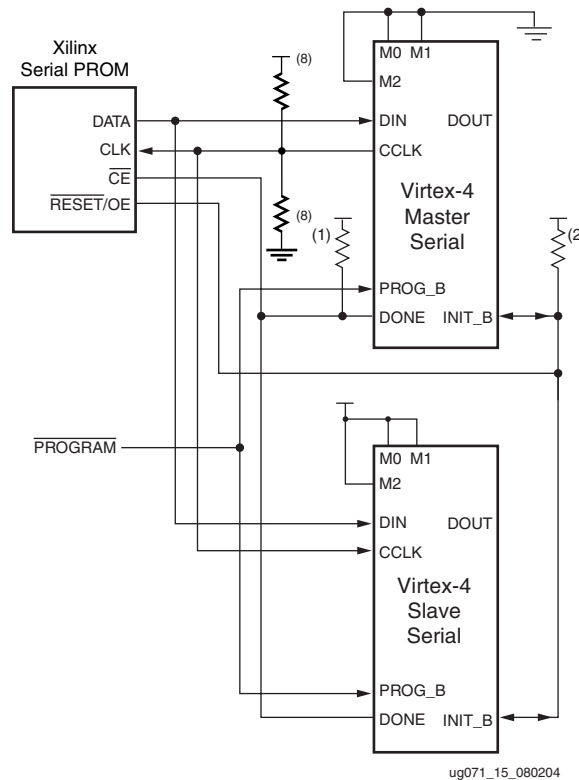 Xilinx
Serial PROM
DATA
CLK
CE
RESET/OE
(8)
(8)
(1)
(2
M0 M1
M2
DIN DOUT
CCLK
Virtex-4
Master
Serial
PROG_B
DONE INIT_B
PROGRAM
M0 M1
M2
DIN DOUT
CCLK
Virtex-4
Slave
Serial
PROG_B
DONE INIT_B
ug071_15_080204